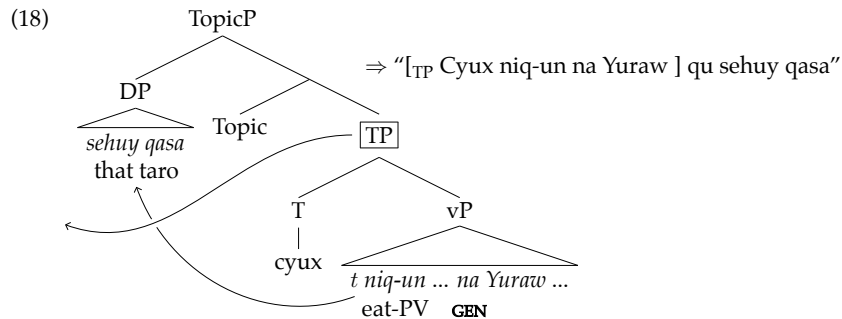 (18) TopicP
⇒ “[TP Cyux niq-un na Yuraw ] qu sehuy qasa”
DP
Topic
sehuy qasa
that taro
TP
T vP
cyux
t niq-un ... na Yuraw ...
eat-PV GEN